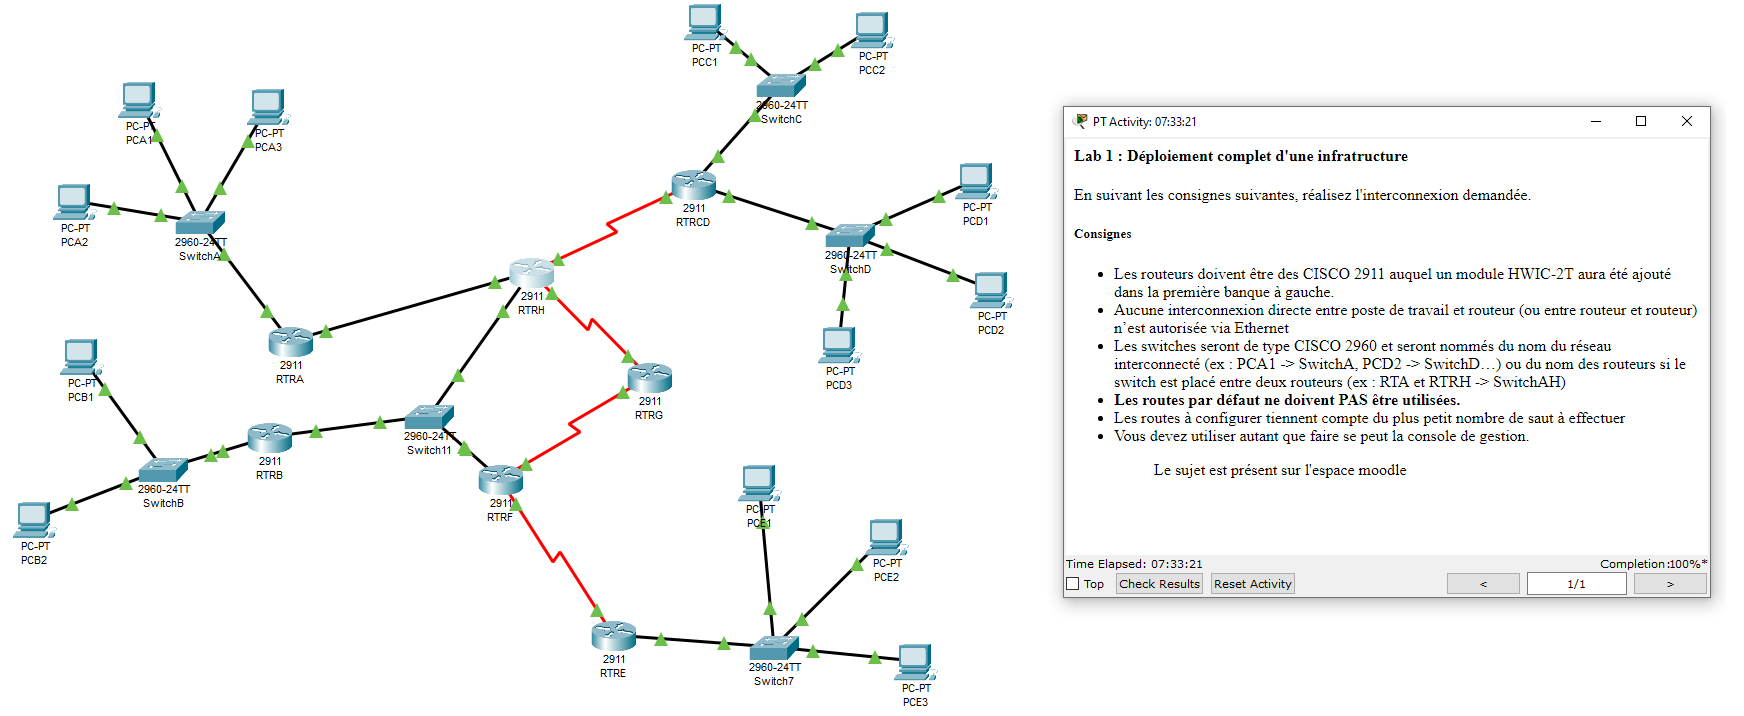 PC-PT
PCC1
PC-PT
PCC2
2960-24TT
SwitchC
PC-PT
PCA1
PC-PT
PCA3
PC-PT
PCA2
2960-24TT
SwitchA
2911
RTRCD
PC-PT
PCD1
2960-24TT
SwitchD
2911
RTRH
PC-PT
PCD2
2911
RTRA
PC-PT
PCD3
PC-PT
PCB1
2911
RTRG
2960-24TT
Switch11
2911
RTRB
2960-24TT
SwitchB
2911
RTRF
PC-PT
PCE1
PC-PT
PCB2
PC-PT
PCE2
2911
RTRE
2960-24TT
Switch7
PC-PT
PCE3
PT Activity: 07:33:21
Lab 1 : Déploiement complet d'une infratructure
En suivant les consignes suivantes, réalisez l'interconnexion demandée.
Consignes
• Les routeurs doivent être des CISCO 2911 auquel un module HWIC-2T aura été ajouté
dans la première banque à gauche.
• Aucune interconnexion directe entre poste de travail et routeur (ou entre routeur et routeur)
n’est autorisée via Ethernet
• Les switches seront de type CISCO 2960 et seront nommés du nom du réseau
interconnecté (ex : PCA1 -> SwitchA, PCD2 -> SwitchD…) ou du nom des routeurs si le
switch est placé entre deux routeurs (ex : RTA et RTRH -> SwitchAH)
• Les routes par défaut ne doivent PAS être utilisées.
• Les routes à configurer tiennent compte du plus petit nombre de saut à effectuer
• Vous devez utiliser autant que faire se peut la console de gestion.
Le sujet est présent sur l'espace moodle
Time Elapsed: 07:33:21
Completion:100%*
Top
Check Results
Reset Activity
<
1/1
>